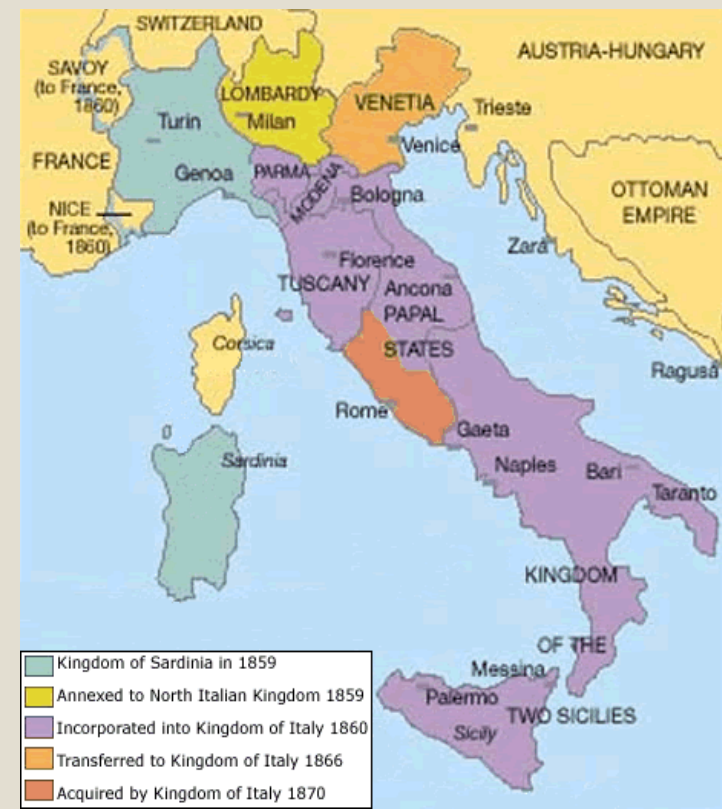 SWITZERLAND
AUSTRIA-HUNGARY
SAVOY
(to France,
1860)
LOMBARDY
Milan
VENETIA
Trieste
Turin
Venice
FRANCE
Genoa
PARMA
MODENA
Bologna
OTTOMAN
EMPIRE
NICE
(to France,
1860)
Zara
Florence
TUSCANY
Ancona
PAPAL
STATES
Corsica
Ragusa
Rome
Gaeta
Sardinia
Naples
Bari
Taranto
KINGDOM
OF THE
Messina
Palermo
TWO SICILIES
Sicily
Kingdom of Sardinia in 1859
Annexed to North Italian Kingdom 1859
Incorporated into Kingdom of Italy 1860
Transferred to Kingdom of Italy 1866
Acquired by Kingdom of Italy 1870